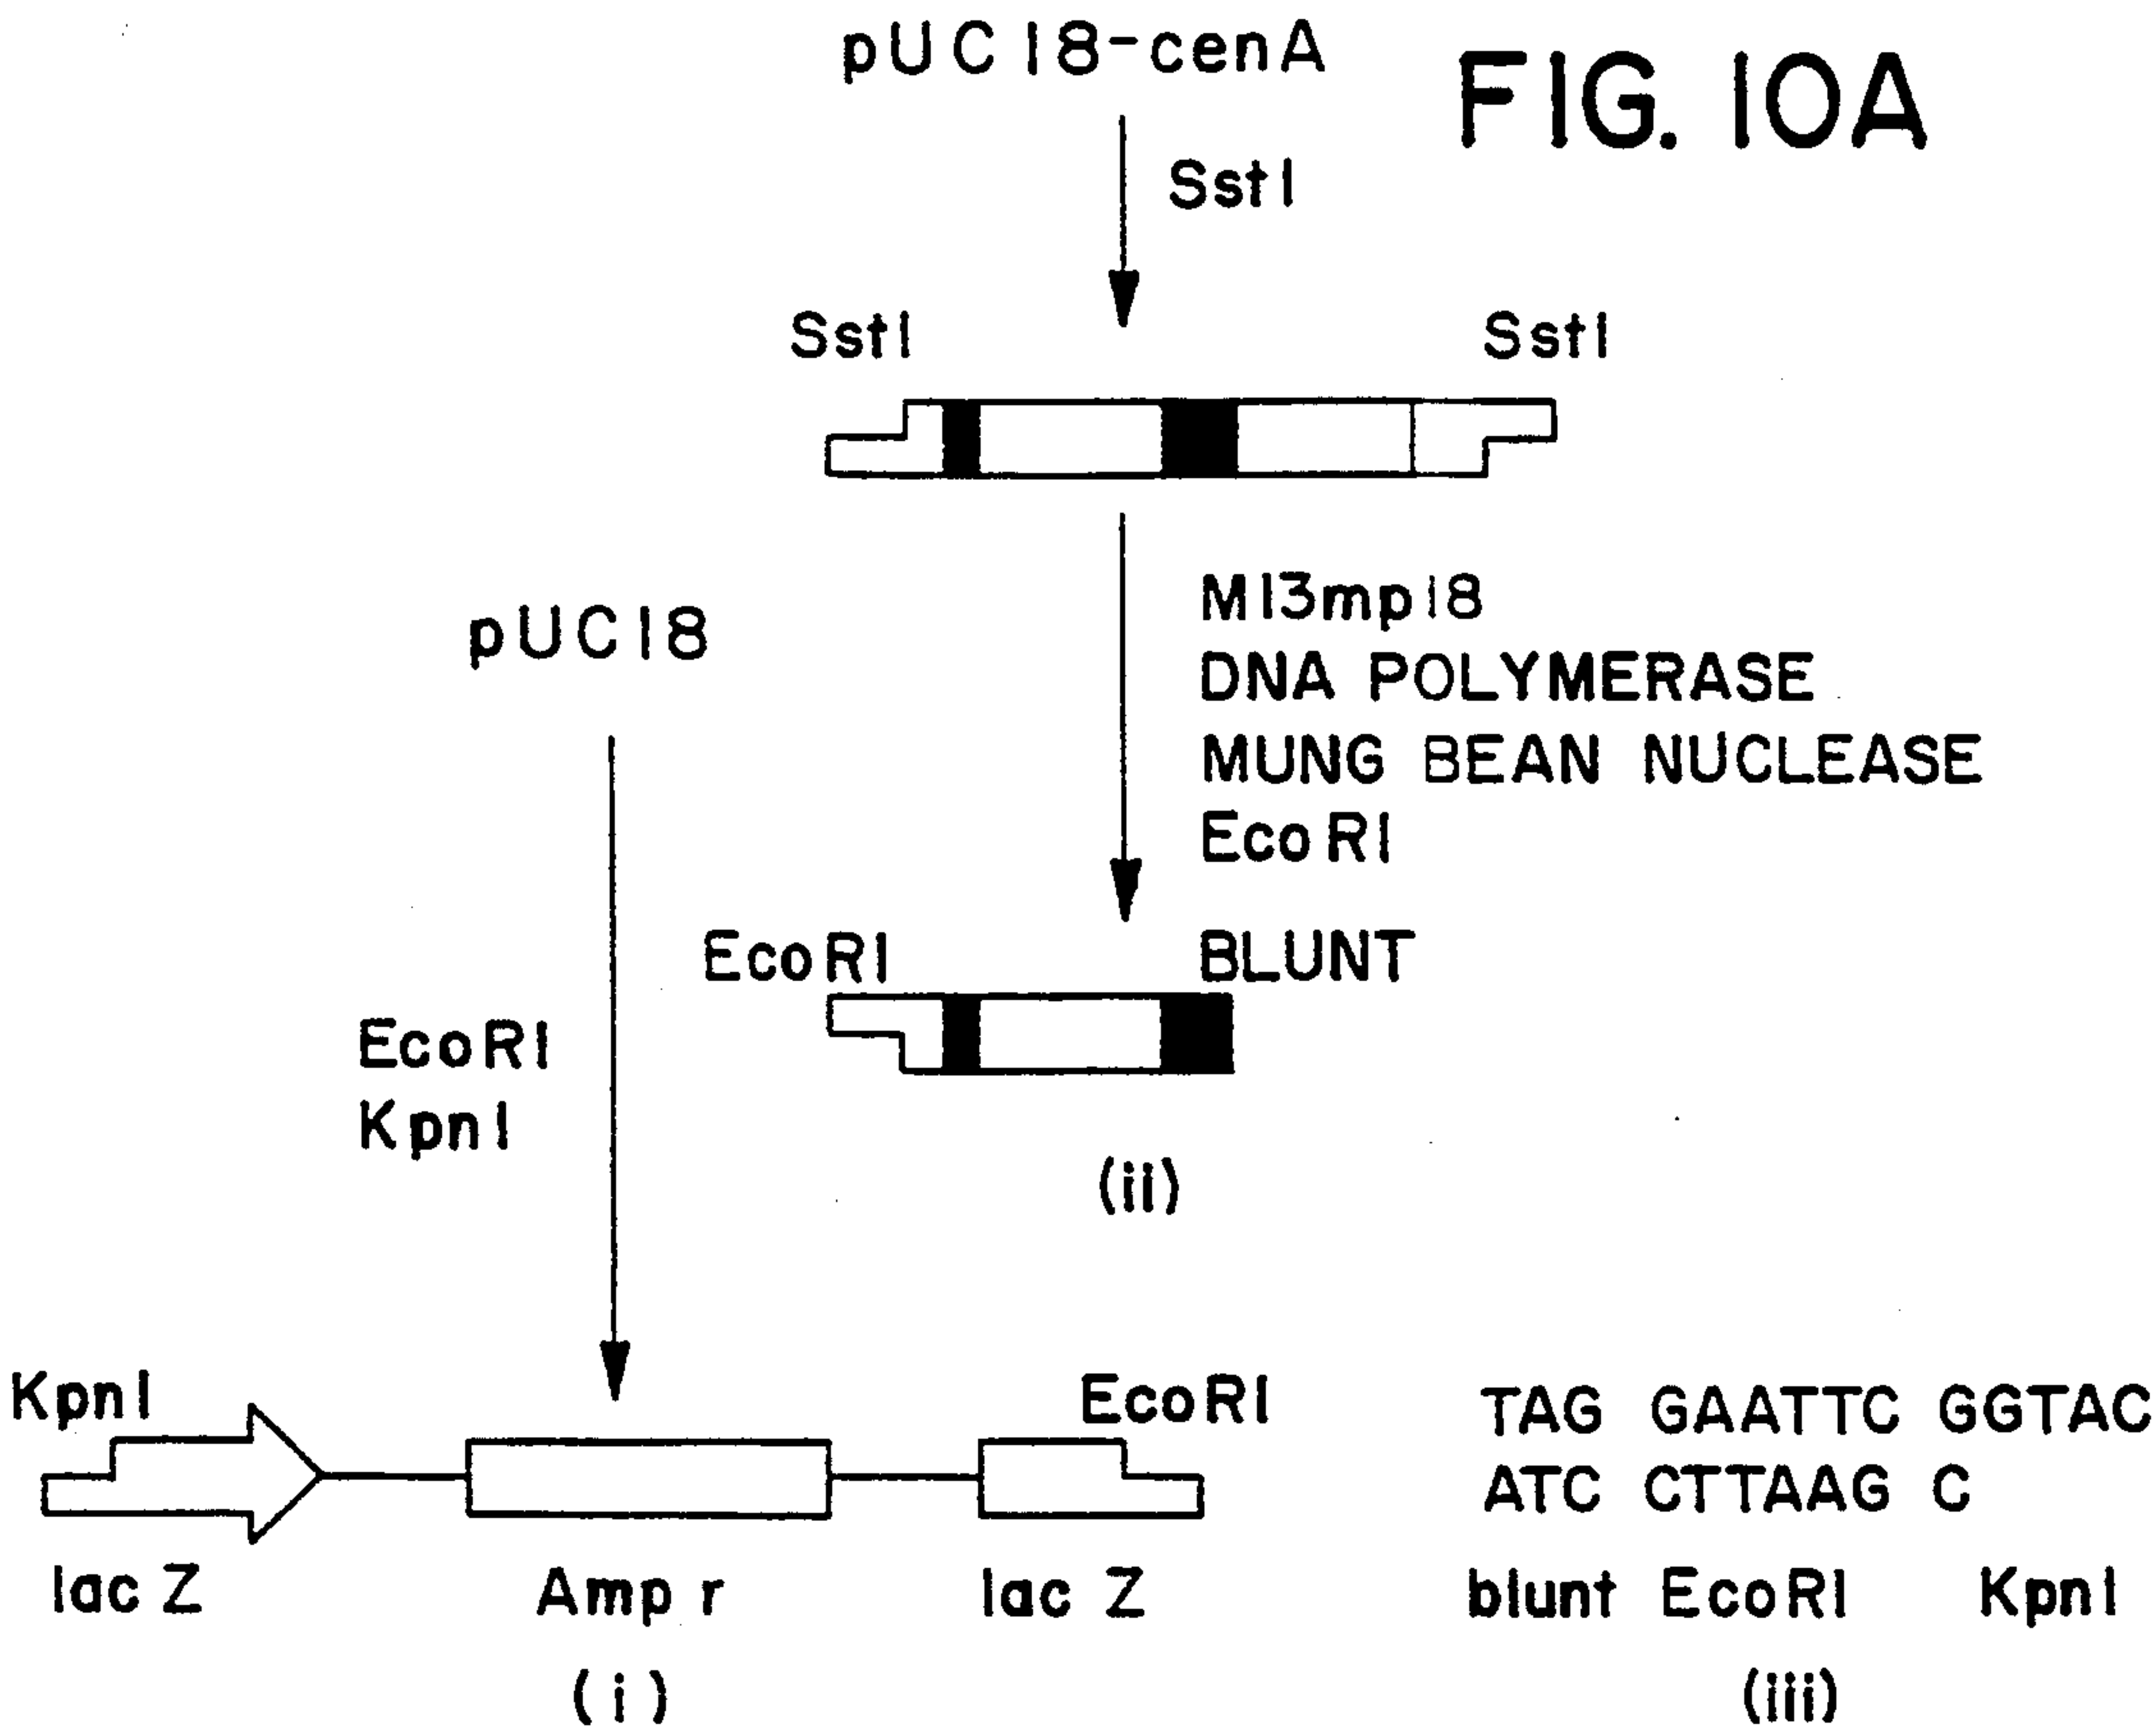 pUC18-cenA
FIG. 10A
SstI
SstI SstI
M13mp18
DNA POLYMERASE
MUNG BEAN NUCLEASE
EcoRI
pUC18
EcoRI
KpnI
EcoRI BLUNT
(ii)
KpnI EcoRI
lac Z Amp r lac Z
(i)
TAG GAATTC GGTAC
ATC CTTAAG C
blunt EcoRI KpnI
(iii)